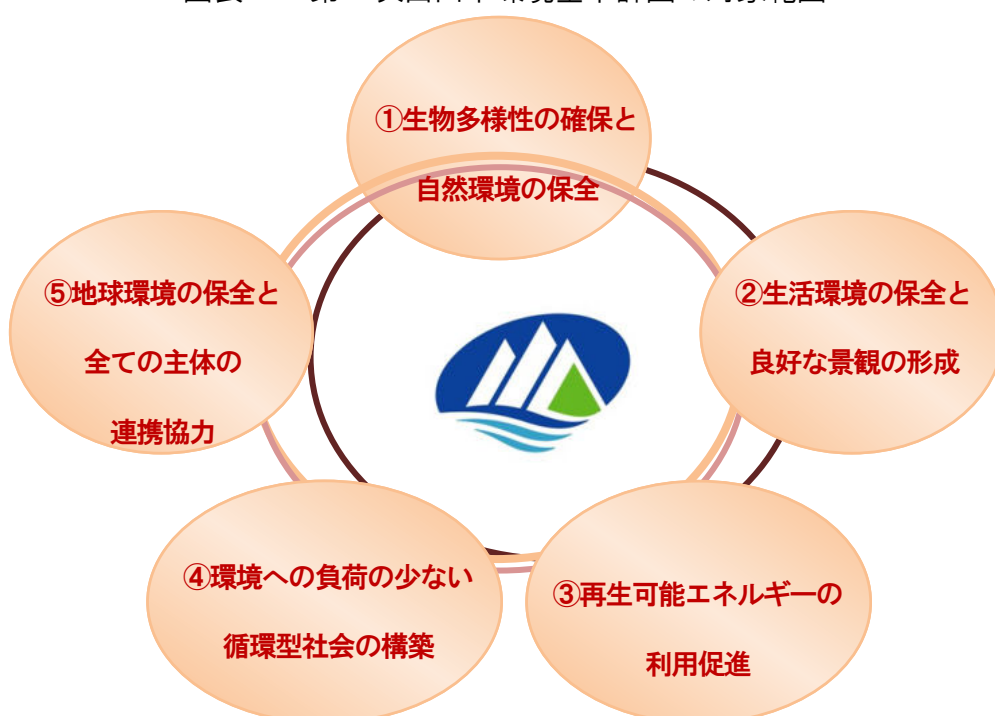 ①生物多様性の確保と
自然環境の保全
②生活環境の保全と
良好な景観の形成
③再生可能エネルギーの
利用促進
④環境への負荷の少ない
循環型社会の構築
⑤地球環境の保全と
全ての主体の
連携協力